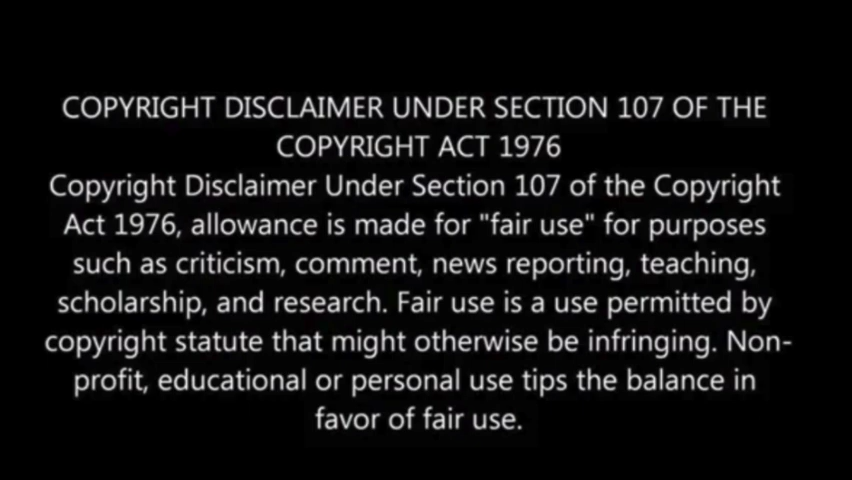 COPYRIGHT DISCLAIMER UNDER SECTION 107 OF THE
COPYRIGHT ACT 1976
Copyright Disclaimer Under Section 107 of the Copyright
Act 1976, allowance is made for "fair use" for purposes
such as criticism, comment, news reporting, teaching,
scholarship, and research. Fair use is a use permitted by
copyright statute that might otherwise be infringing. Non-
profit, educational or personal use tips the balance in
favor of fair use.